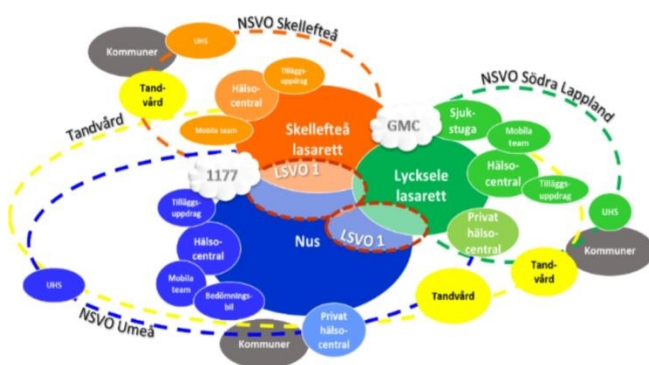 NSVO Skellefteå
Kommuner
UHS
Tand-
vård
Hälso-
central
Tilläggs-
uppdrag
Mobila team
Skellefteå
lasarett
Tandvård
1177
LSVO 1
GMC
NSVO Södra Lappland
Sjuk-
stuga
Mobila
team
Hälso-
central
Tilläggs-
uppdrag
Lycksele
lasarett
Privat
hälso-
central
UHS
Kommuner
Tand-
vård
Tandvård
LSVO 1
Nus
Tilläggs-
uppdrag
Hälso-
central
Mobila
team
Bedömnings-
bil
UHS
NSVO Umeå
Kommuner
Privat
hälso-
central